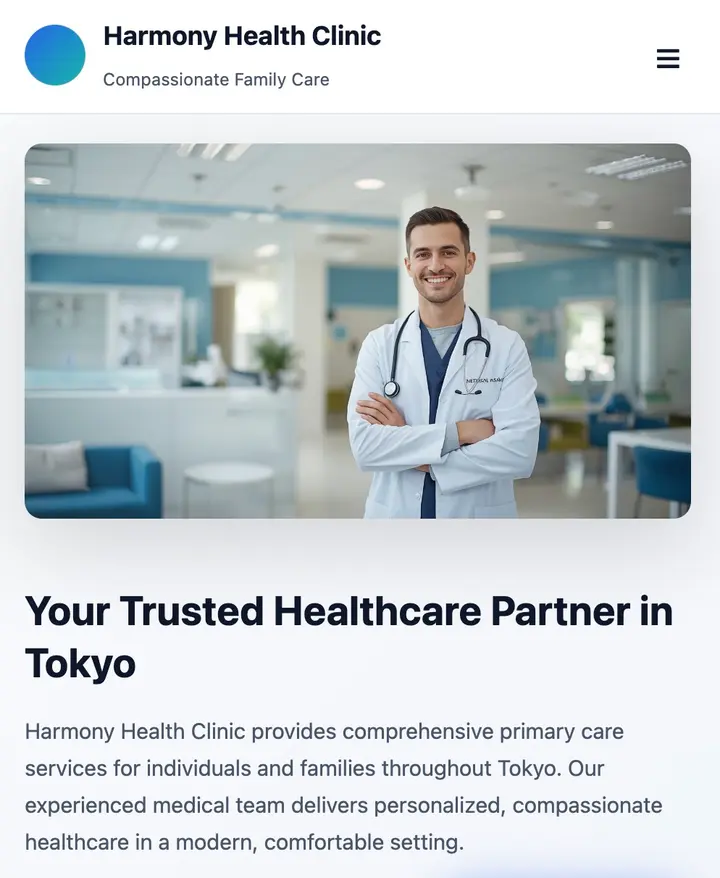 Harmony Health Clinic
Compassionate Family Care
Your Trusted Healthcare Partner in
Tokyo
Harmony Health Clinic provides comprehensive primary care
services for individuals and families throughout Tokyo. Our
experienced medical team delivers personalized, compassionate
healthcare in a modern, comfortable setting.